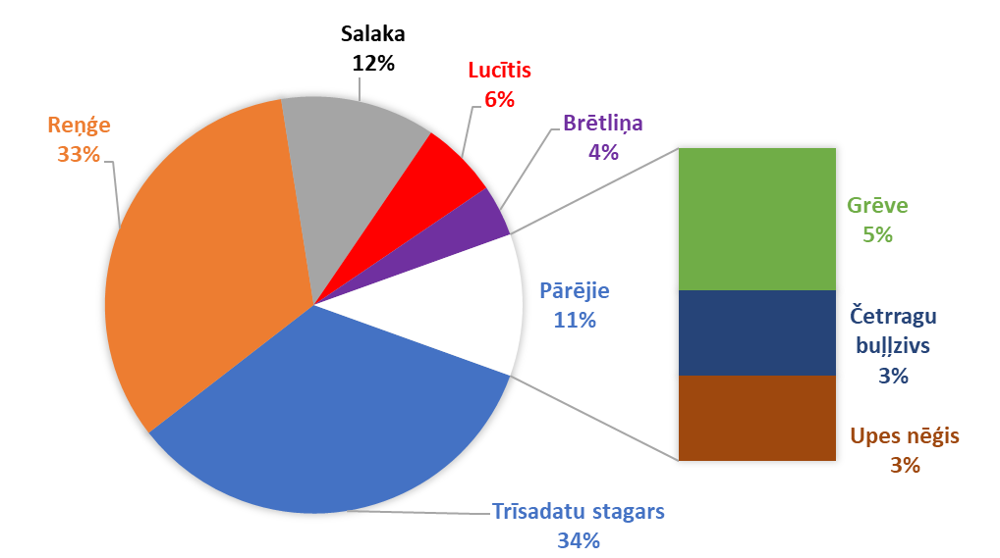 Salaka
12%
Lucītis
6%
Brētliņa
4%
Reņģe
33%
Grēve
5%
Pārējie
11%
Četrragu
buļļzivs
3%
Upes nēģis
3%
Trīsadatu stagars
34%